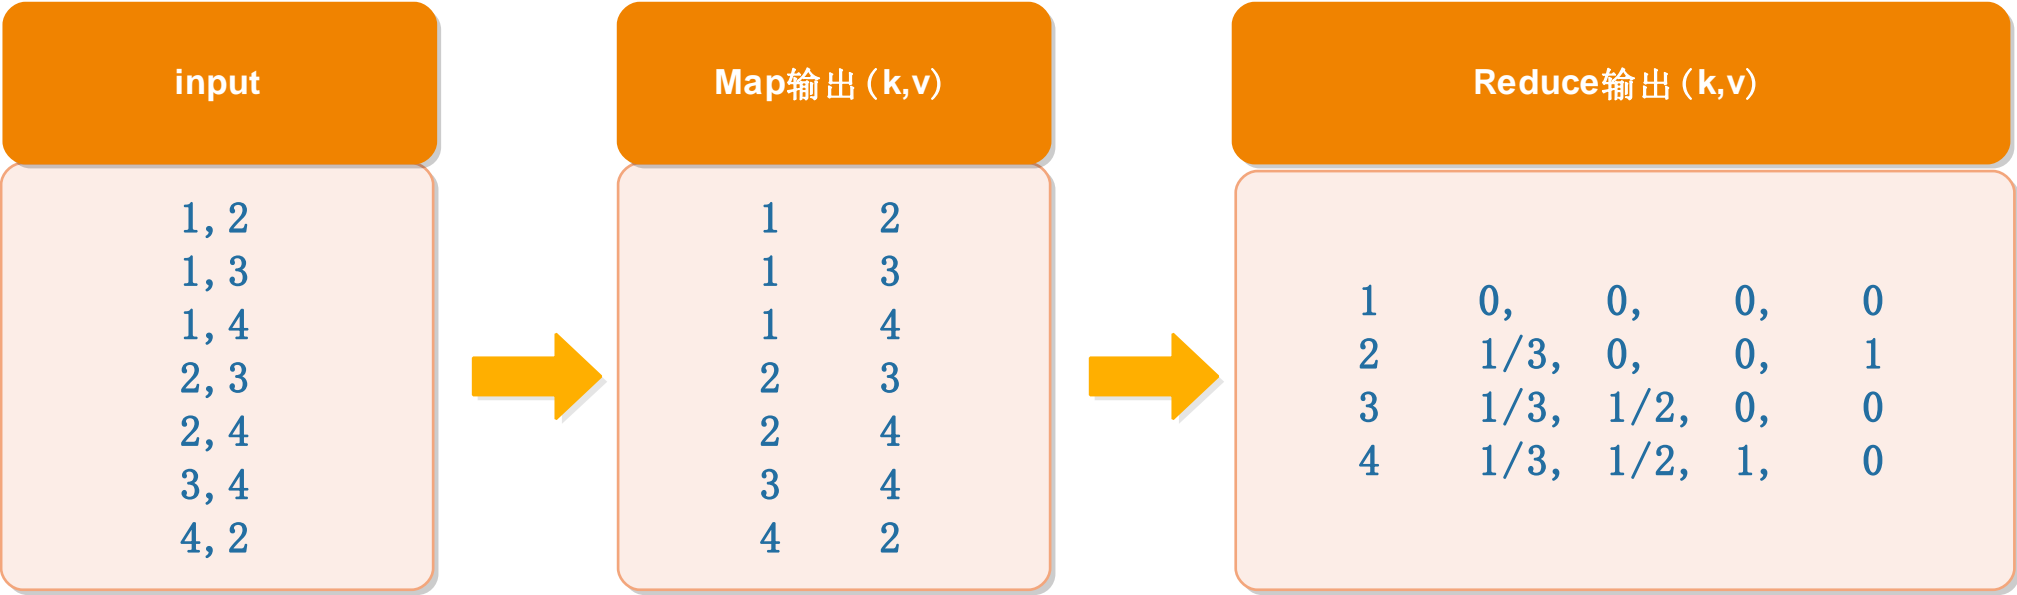 input
1,2
1,3
1,4
2,3
2,4
3,4
4,2
Map输出(k,v)
1 2
1 3
1 4
2 3
2 4
3 4
4 2
Reduce输出(k,v)
1 0, 0, 0, 0
2 1/3, 0, 0, 1
3 1/3, 1/2, 0, 0
4 1/3, 1/2, 1, 0